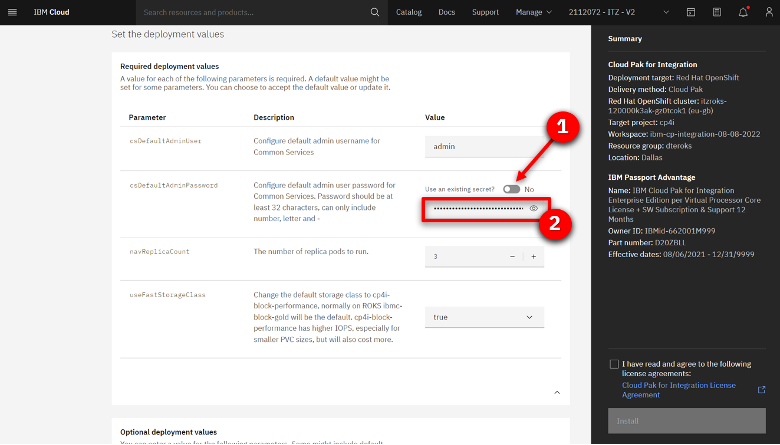 IBM Cloud
Search resources and products...
Catalog
Docs
Support
Manage
2112072 - ITZ - V2
Set the deployment values
Required deployment values
A value for each of the following parameters is required. A default value might be
set for some parameters. You can choose to accept the default value or update it.
Parameter
Description
Value
csDefaultAdminUser
Configure default admin username for
Common Services
admin
1
csDefaultAdminPassword
Configure default admin user password for
Common Services. Password should be at
least 32 characters, can only include
number, letter and -
Use an existing secret?
No
2
navReplicaCount
The number of replica pods to run.
3
useFastStorageClass
Change the default storage class to cp4i-
block-performance, normally on ROKS ibmc-
block-gold will be the default. cp4i-block-
performance has higher IOPS, especially for
smaller PVC sizes, but will also cost more.
true
Optional deployment values
You can enter a value for the following parameters. Some might include default
Summary
Cloud Pak for Integration
Deployment target: Red Hat OpenShift
Delivery method: Cloud Pak
Red Hat OpenShift cluster: itzroks-
120000k3ak-gz0tcok1 (eu-gb)
Target project: cp4i
Workspace: ibm-cp-integration-08-08-2022
Resource group: dteroks
Location: Dallas
IBM Passport Advantage
Name: IBM Cloud Pak for Integration
Enterprise Edition per Virtual Processor Core
License + SW Subscription & Support 12
Months
Owner ID: IBMid-662001M999
Part number: D20ZBLL
Effective dates: 08/06/2021 - 12/31/9999
I have read and agree to the following
license agreements:
Cloud Pak for Integration License
Agreement
Install